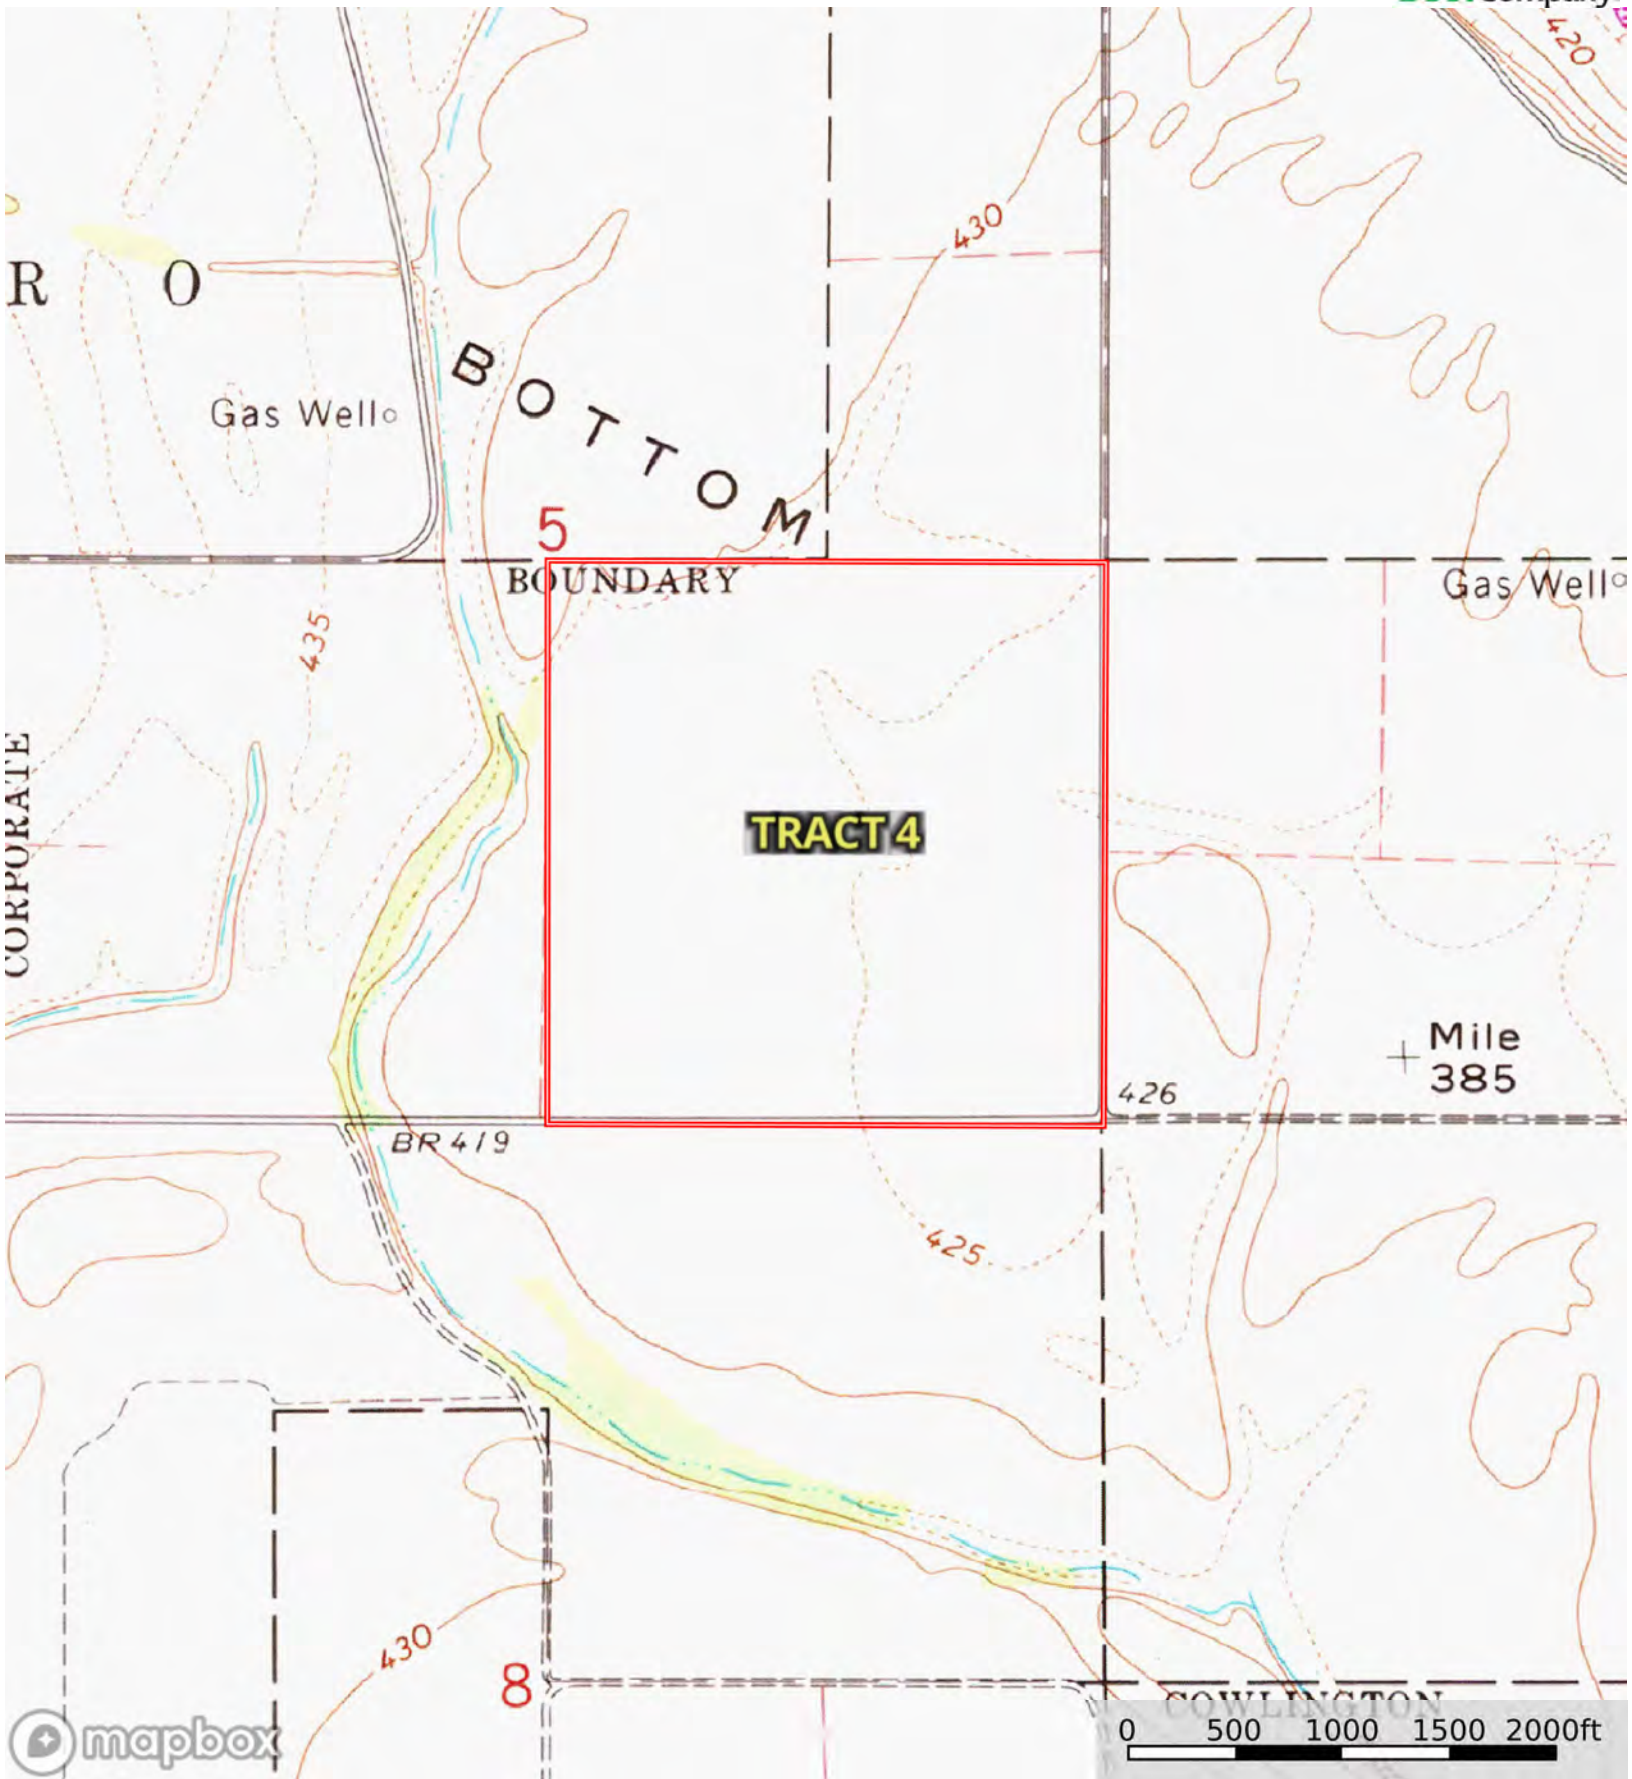 Company
420
430
R O
BOTTOM
Gas Well
5
BOUNDARY
Gas Well
435
CORPORATE
TRACT 4
Mile
385
426
BR 419
425
430
8
COWLINGTON
mapbox
0 500 1000 1500 2000ft